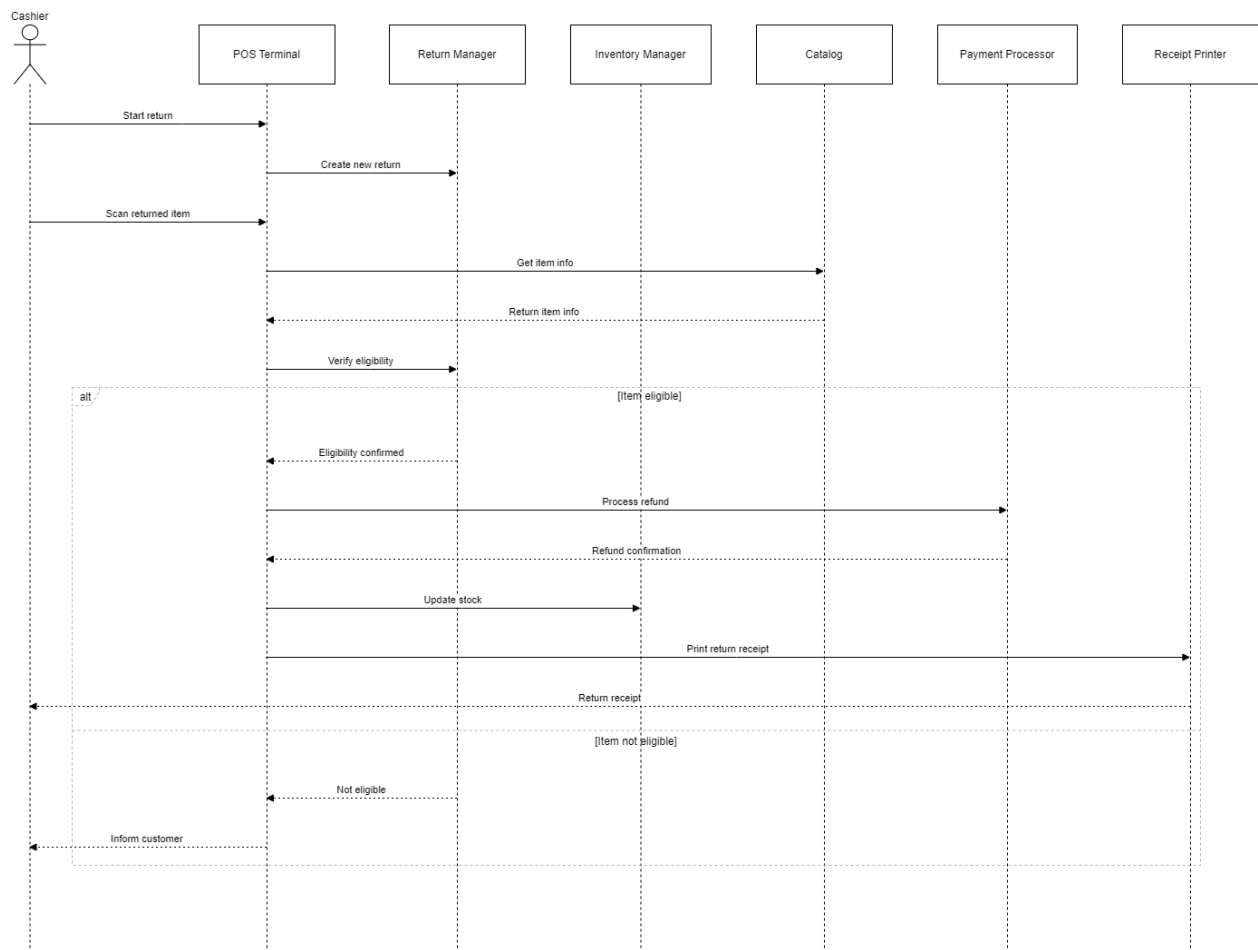 Cashier
POS Terminal
Return Manager
Inventory Manager
Catalog
Payment Processor
Receipt Printer
Start return
Create new return
Scan returned item
Get item info
Return item info
Verify eligibility
alt
[Item eligible]
Eligibility confirmed
Process refund
Refund confirmation
Update stock
Print return receipt
Return receipt
[Item not eligible]
Not eligible
Inform customer